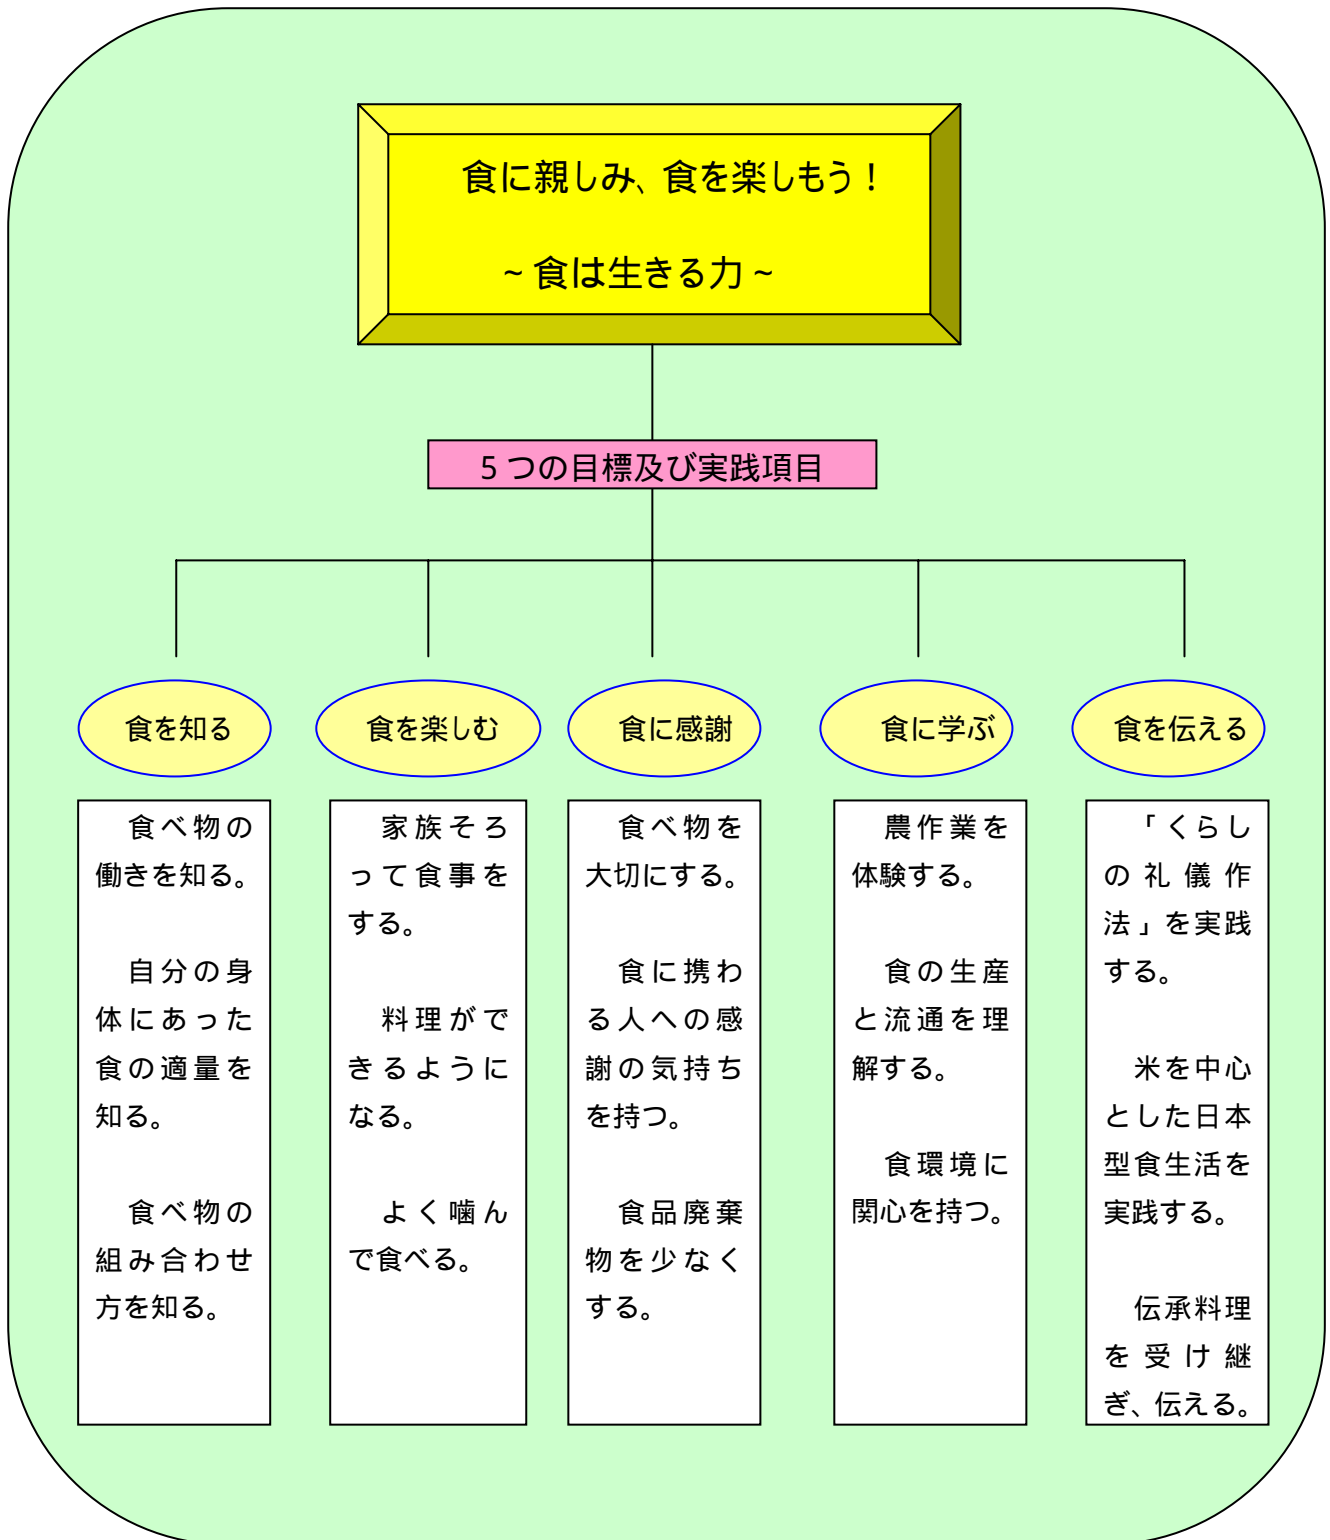 食に親しみ、食を楽しもう！
~ 食は生きる力 ~
5 つの目標及び実践項目
食を知る
食べ物の
働きを知る。
自分の身
体にあった
食の適量を
知る。
食べ物の
組み合わせ
方を知る。
食を楽しむ
家族そろ
って食事を
する。
料理がで
きるように
なる。
よく噛ん
で食べる。
食に感謝
食べ物を
大切にする。
食に携わ
る人への感
謝の気持ち
を持つ。
食品廃棄
物を少なく
する。
食に学ぶ
農作業を
体験する。
食の生産
と流通を理
解する。
食環境に
関心を持つ。
食を伝える
「くらし
の礼儀作
法」を実践
する。
米を中心
とした日本
型食生活を
実践する。
伝承料理
を受け継
ぎ、伝える。